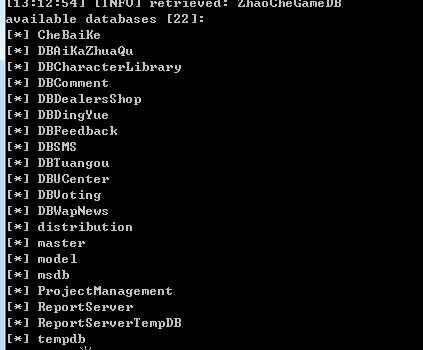 [13:12:54] [INFO] retrieved: ZhaoCheGameDB
available databases [22]:
[*] CheBaiKe
[*] DBAiKaZhuaQu
[*] DBCharacterLibrary
[*] DBComment
[*] DBDealersShop
[*] DBDingYue
[*] DBFeedback
[*] DBSMS
[*] DBTuangou
[*] DBUCenter
[*] DBVoting
[*] DBWapNews
[*] distribution
[*] master
[*] model
[*] msdb
[*] ProjectManagement
[*] ReportServer
[*] ReportServerTempDB
[*] tempdb